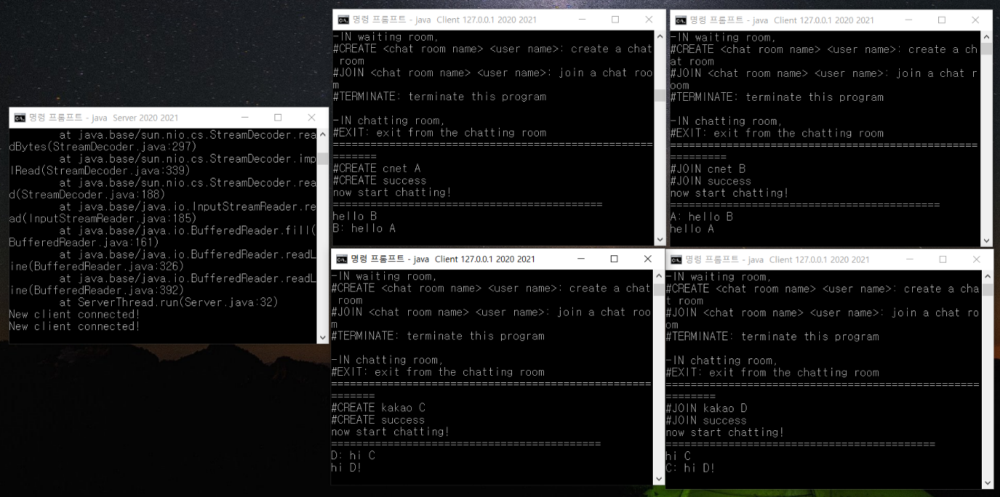 명령 프롬프트 - java  Server 2020 2021
        at java.base/sun.nio.cs.StreamDecoder.rea
dBytes(StreamDecoder.java:297)
        at java.base/sun.nio.cs.StreamDecoder.imp
lRead(StreamDecoder.java:339)
        at java.base/sun.nio.cs.StreamDecoder.rea
d(StreamDecoder.java:188)
        at java.base/java.io.InputStreamReader.re
ad(InputStreamReader.java:185)
        at java.base/java.io.BufferedReader.fill(
BufferedReader.java:161)
        at java.base/java.io.BufferedReader.readL
ine(BufferedReader.java:326)
        at java.base/java.io.BufferedReader.readL
ine(BufferedReader.java:392)
        at ServerThread.run(Server.java:32)
New client connected!
New client connected!
명령 프롬프트 - java  Client 127.0.0.1 2020 2021
-IN waiting room,
#CREATE <chat room name> <user name>: create a chat
 room
#JOIN <chat room name> <user name>: join a chat roo
m
#TERMINATE: terminate this program
-IN chatting room,
#EXIT: exit from the chatting room
===================================================
=======
#CREATE cnet A
#CREATE success
now start chatting!
===========================================
hello B
B: hello A
명령 프롬프트 - java  Client 127.0.0.1 2020 2021
-IN waiting room,
#CREATE <chat room name> <user name>: create a ch
at room
#JOIN <chat room name> <user name>: join a chat r
oom
#TERMINATE: terminate this program
-IN chatting room,
#EXIT: exit from the chatting room
=================================================
=========
#JOIN cnet B
#JOIN success
now start chatting!
===========================================
A: hello B
hello A
명령 프롬프트 - java  Client 127.0.0.1 2020 2021
-IN waiting room,
#CREATE <chat room name> <user name>: create a chat
 room
#JOIN <chat room name> <user name>: join a chat roo
m
#TERMINATE: terminate this program
-IN chatting room,
#EXIT: exit from the chatting room
===================================================
=======
#CREATE kakao C
#CREATE success
now start chatting!
===========================================
D: hi C
hi D!
명령 프롬프트 - java  Client 127.0.0.1 2020 2021
-IN waiting room,
#CREATE <chat room name> <user name>: create a cha
t room
#JOIN <chat room name> <user name>: join a chat ro
om
#TERMINATE: terminate this program
-IN chatting room,
#EXIT: exit from the chatting room
==================================================
========
#JOIN kakao D
#JOIN success
now start chatting!
===========================================
hi C
C: hi D!